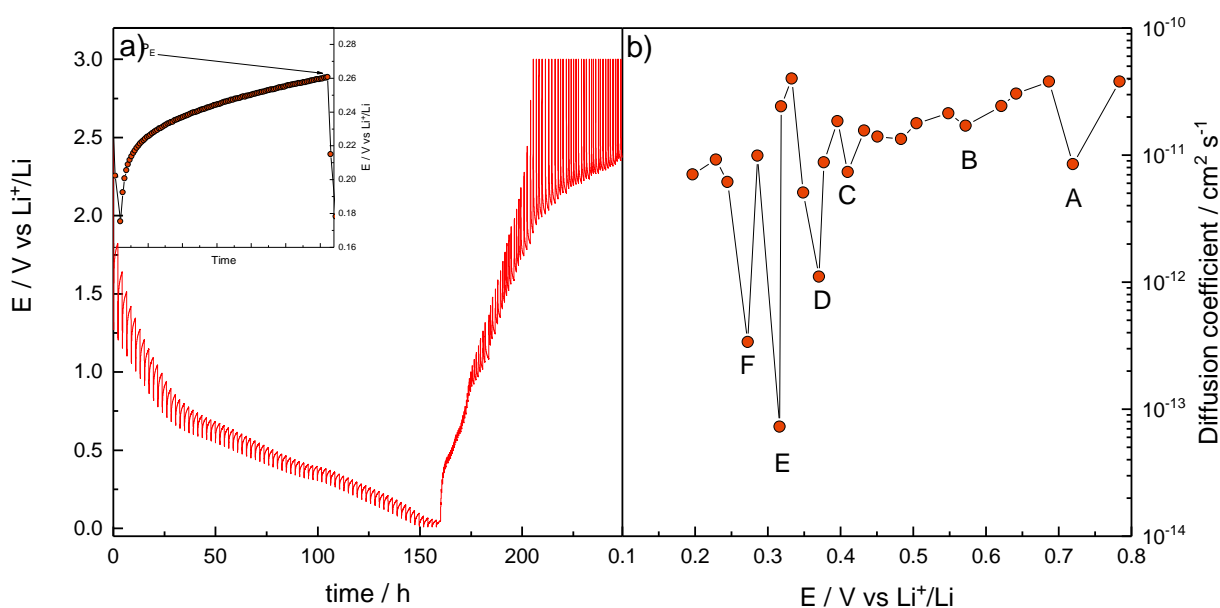 a)
P_E
0.28
0.26
0.24
0.22
0.20
0.18
0.16
E / V vs Li⁺/Li
Time
3.0
2.5
2.0
1.5
1.0
0.5
0.0
E / V vs Li⁺/Li
0
50
100
150
200
time / h
b)
A
B
C
D
E
F
0.1
0.2
0.3
0.4
0.5
0.6
0.7
0.8
E / V vs Li⁺/Li
10⁻¹⁰
10⁻¹¹
10⁻¹²
10⁻¹³
10⁻¹⁴
Diffusion coefficient / cm² s⁻¹